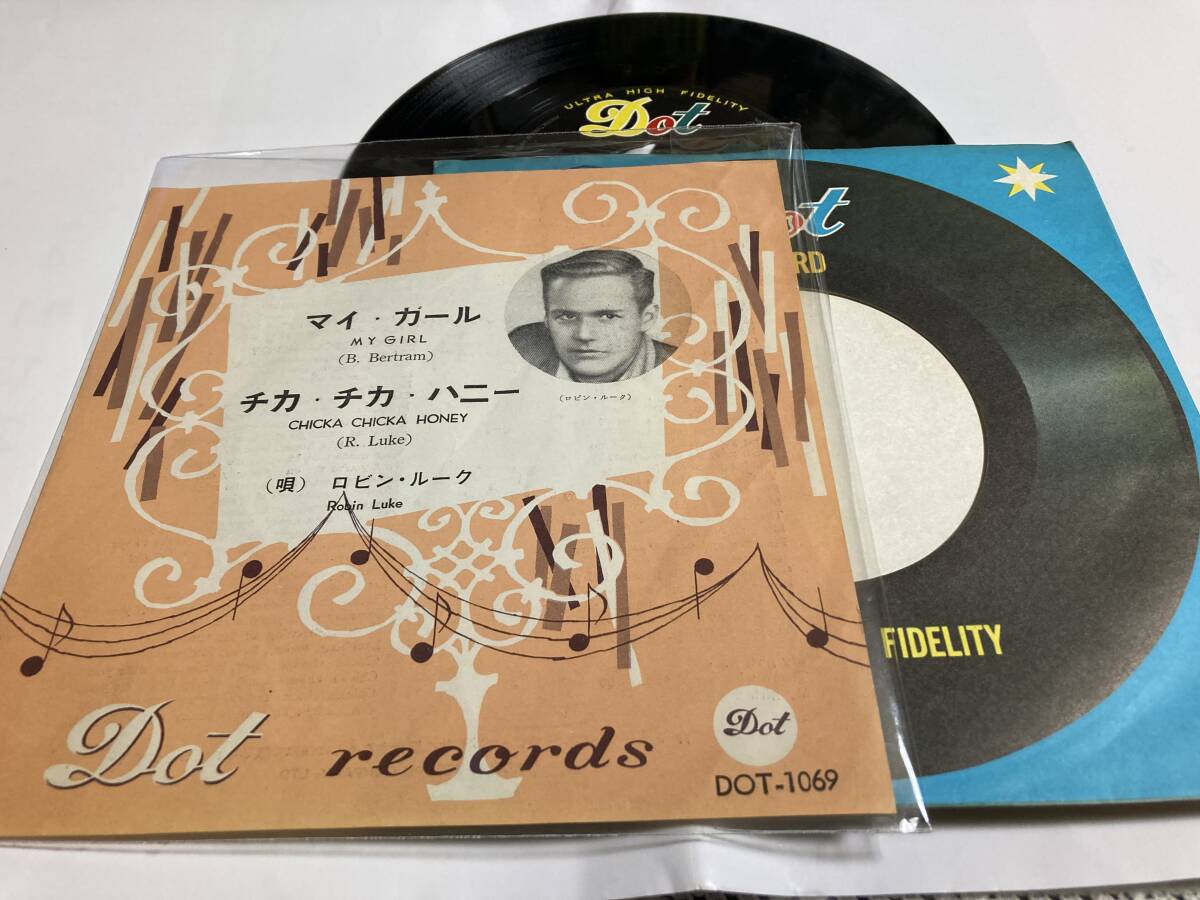 ULTRA HIGH FIDELITY
Dot
ot
RD
FIDELITY
マイ・ガール
MY GIRL
(B. Bertram)
チカ・チカ・ハニー
CHICKA CHICKA HONEY
(R. Luke)
(ロビン・ルーク)
(唄) ロビン・ルーク
Robin Luke
Dot records
Dot
DOT-1069